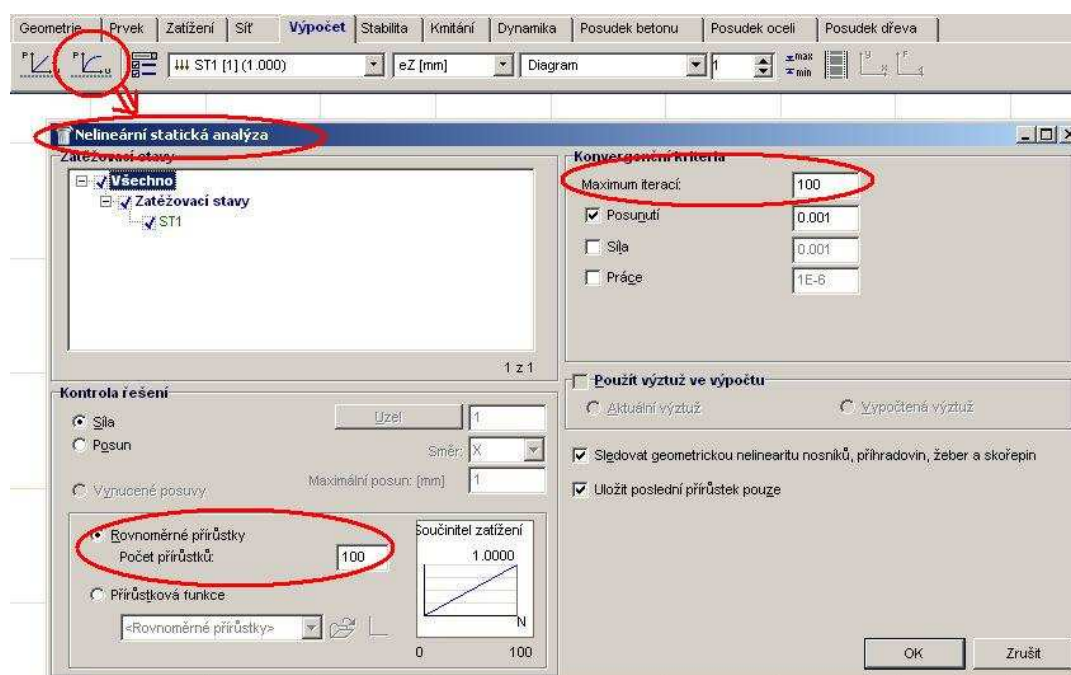 Geometrie Prvek Zatížení Síť Výpočet Stabilita Kmitání Dynamika Posudek betonu Posudek oceli Posudek dřeva
P P u ST1 [1] (1.000) eZ [mm] Diagram 1 max min
Nelineární statická analýza
Zatěžovací stavy
Všechno
Zatěžovací stavy
ST1
1 z 1
Konvergenční kriteria
Maximum iterací: 100
Posunutí 0.001
Síla 0.001
Práce 1E-6
Kontrola řešení
Síla Uzel 1
Posun Směr: X
Vynucené posuvy Maximální posun: [mm] 1
Použít výztuž ve výpočtu
Aktuální výztuž Vypočtená výztuž
Sledovat geometrickou nelinearitu nosníků, příhradovin, žeber a skořepin
Uložit poslední přírůstek pouze
Rovnoměrné přírůstky
Počet přírůstků: 100
Přírůstková funkce
<Rovnoměrné přírůstky>
Součinitel zatížení
1.0000
N
0 100
OK Zrušit